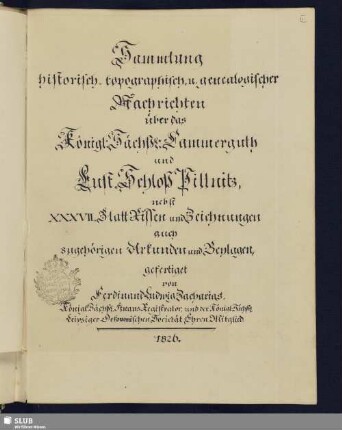 Sammlung
historisch- topographisch- u. genealogischer
Nachrichten
über das
Königl. Sächß: Cammerguth
und
Lust Schloß Pillnitz,
nebst
XXXVII. Blatt Rissen und Zeichnungen
auch
zugehörigen Urkunden und Beylagen,
gefertiget
von
Ferdinand Ludwig Zacharias.
Königl. Sächß: Finanz Registrator und der Königl. Sächß:
Leipziger Oekonomischen Societät Ehren Mitglied
1826.
SLUB